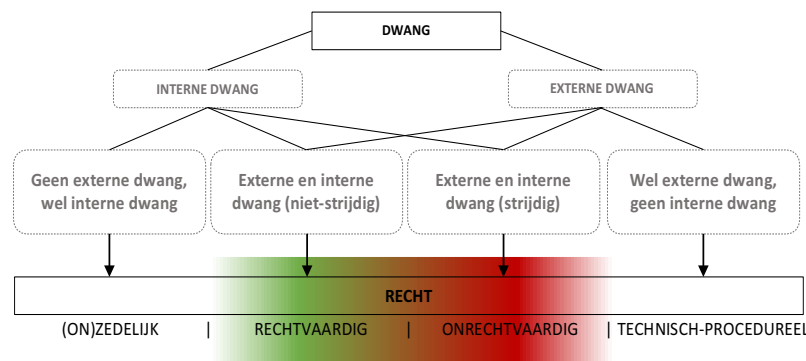 DWANG
INTERNE DWANG
EXTERNE DWANG
Geen externe dwang,
wel interne dwang
Externe en interne
dwang (niet-strijdig)
Externe en interne
dwang (strijdig)
Wel externe dwang,
geen interne dwang
RECHT
(ON)ZEDELIJK | RECHTVAARDIG | ONRECHTVAARDIG | TECHNISCH-PROCEDUREEL